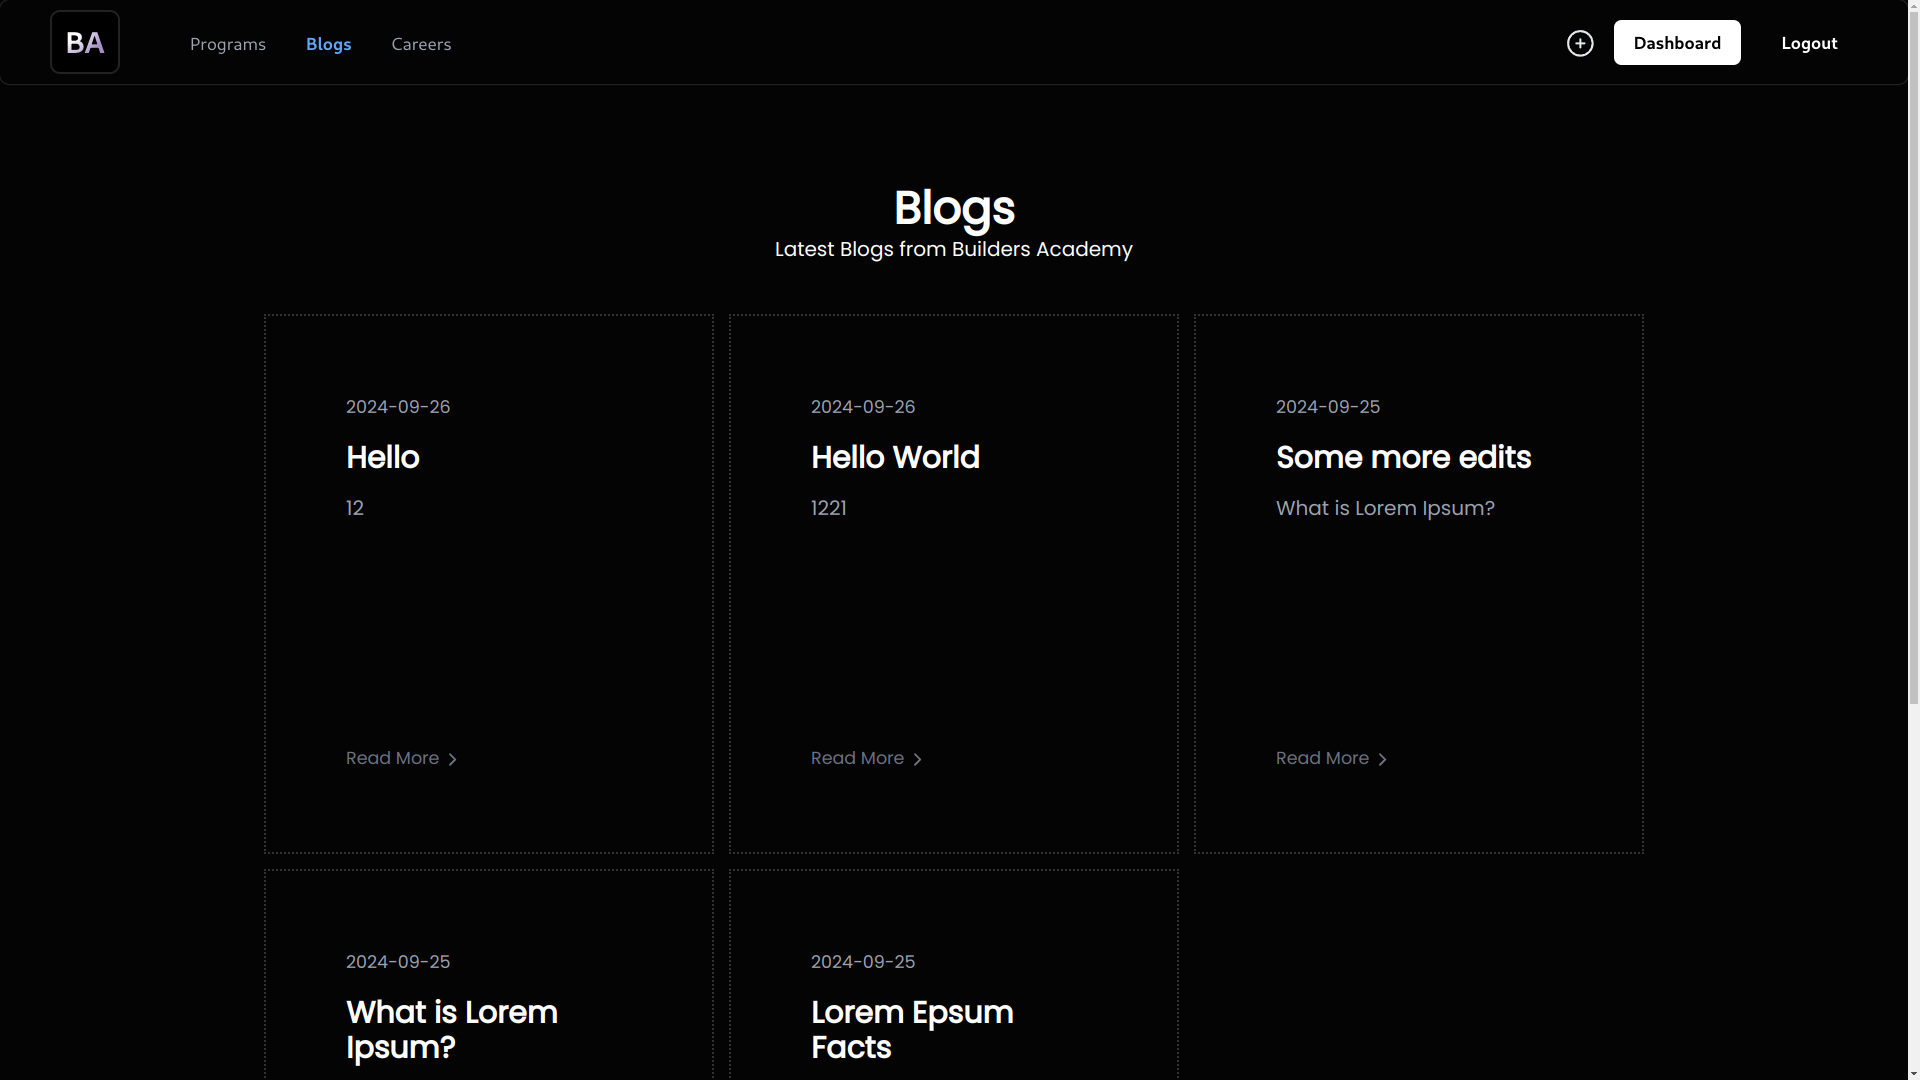 BA
Programs
Blogs
Careers
Dashboard
Logout
Blogs
Latest Blogs from Builders Academy
2024-09-26
Hello
12
Read More
2024-09-26
Hello World
1221
Read More
2024-09-25
Some more edits
What is Lorem Ipsum?
Read More
2024-09-25
What is Lorem
Ipsum?
2024-09-25
Lorem Epsum
Facts